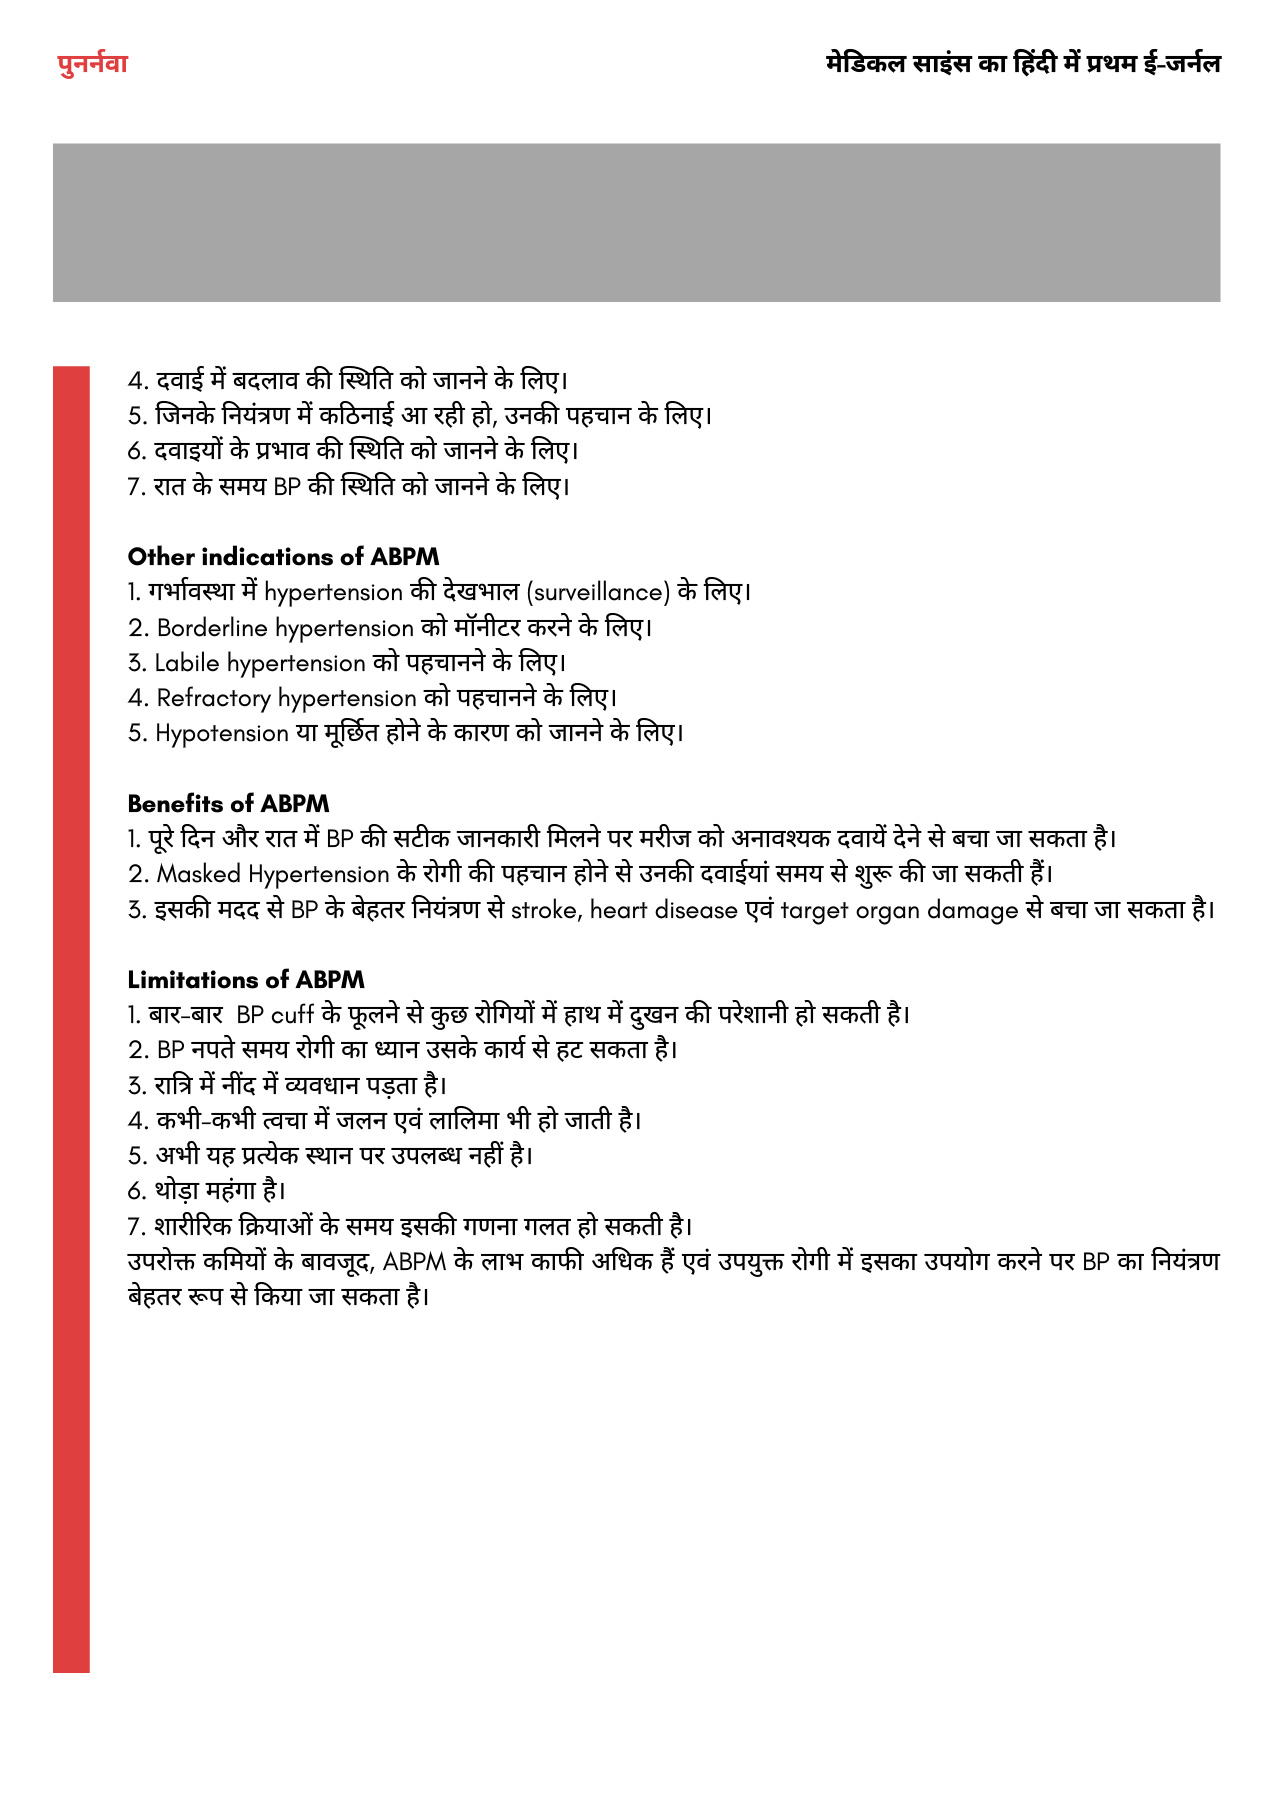 पुनर्नवा
मेडिकल साइंस का हिंदी में प्रथम ई-जर्नल
4. दवाई में बदलाव की स्थिति को जानने के लिए।
5. जिनके नियंत्रण में कठिनाई आ रही हो, उनकी पहचान के लिए।
6. दवाइयों के प्रभाव की स्थिति को जानने के लिए।
7. रात के समय BP की स्थिति को जानने के लिए।
Other indications of ABPM
1. गर्भावस्था में hypertension की देखभाल (surveillance) के लिए।
2. Borderline hypertension को मॉनीटर करने के लिए।
3. Labile hypertension को पहचानने के लिए।
4. Refractory hypertension को पहचानने के लिए।
5. Hypotension या मूर्छित होने के कारण को जानने के लिए।
Benefits of ABPM
1. पूरे दिन और रात में BP की सटीक जानकारी मिलने पर मरीज को अनावश्यक दवायें देने से बचा जा सकता है।
2. Masked Hypertension के रोगी की पहचान होने से उनकी दवाईयां समय से शुरू की जा सकती हैं।
3. इसकी मदद से BP के बेहतर नियंत्रण से stroke, heart disease एवं target organ damage से बचा जा सकता है।
Limitations of ABPM
1. बार-बार  BP cuff के फूलने से कुछ रोगियों में हाथ में दुखन की परेशानी हो सकती है।
2. BP नपते समय रोगी का ध्यान उसके कार्य से हट सकता है।
3. रात्रि में नींद में व्यवधान पड़ता है।
4. कभी-कभी त्वचा में जलन एवं लालिमा भी हो जाती है।
5. अभी यह प्रत्येक स्थान पर उपलब्ध नहीं है।
6. थोड़ा महंगा है।
7. शारीरिक क्रियाओं के समय इसकी गणना गलत हो सकती है।
उपरोक्त कमियों के बावजूद, ABPM के लाभ काफी अधिक हैं एवं उपयुक्त रोगी में इसका उपयोग करने पर BP का नियंत्रण
बेहतर रूप से किया जा सकता है।